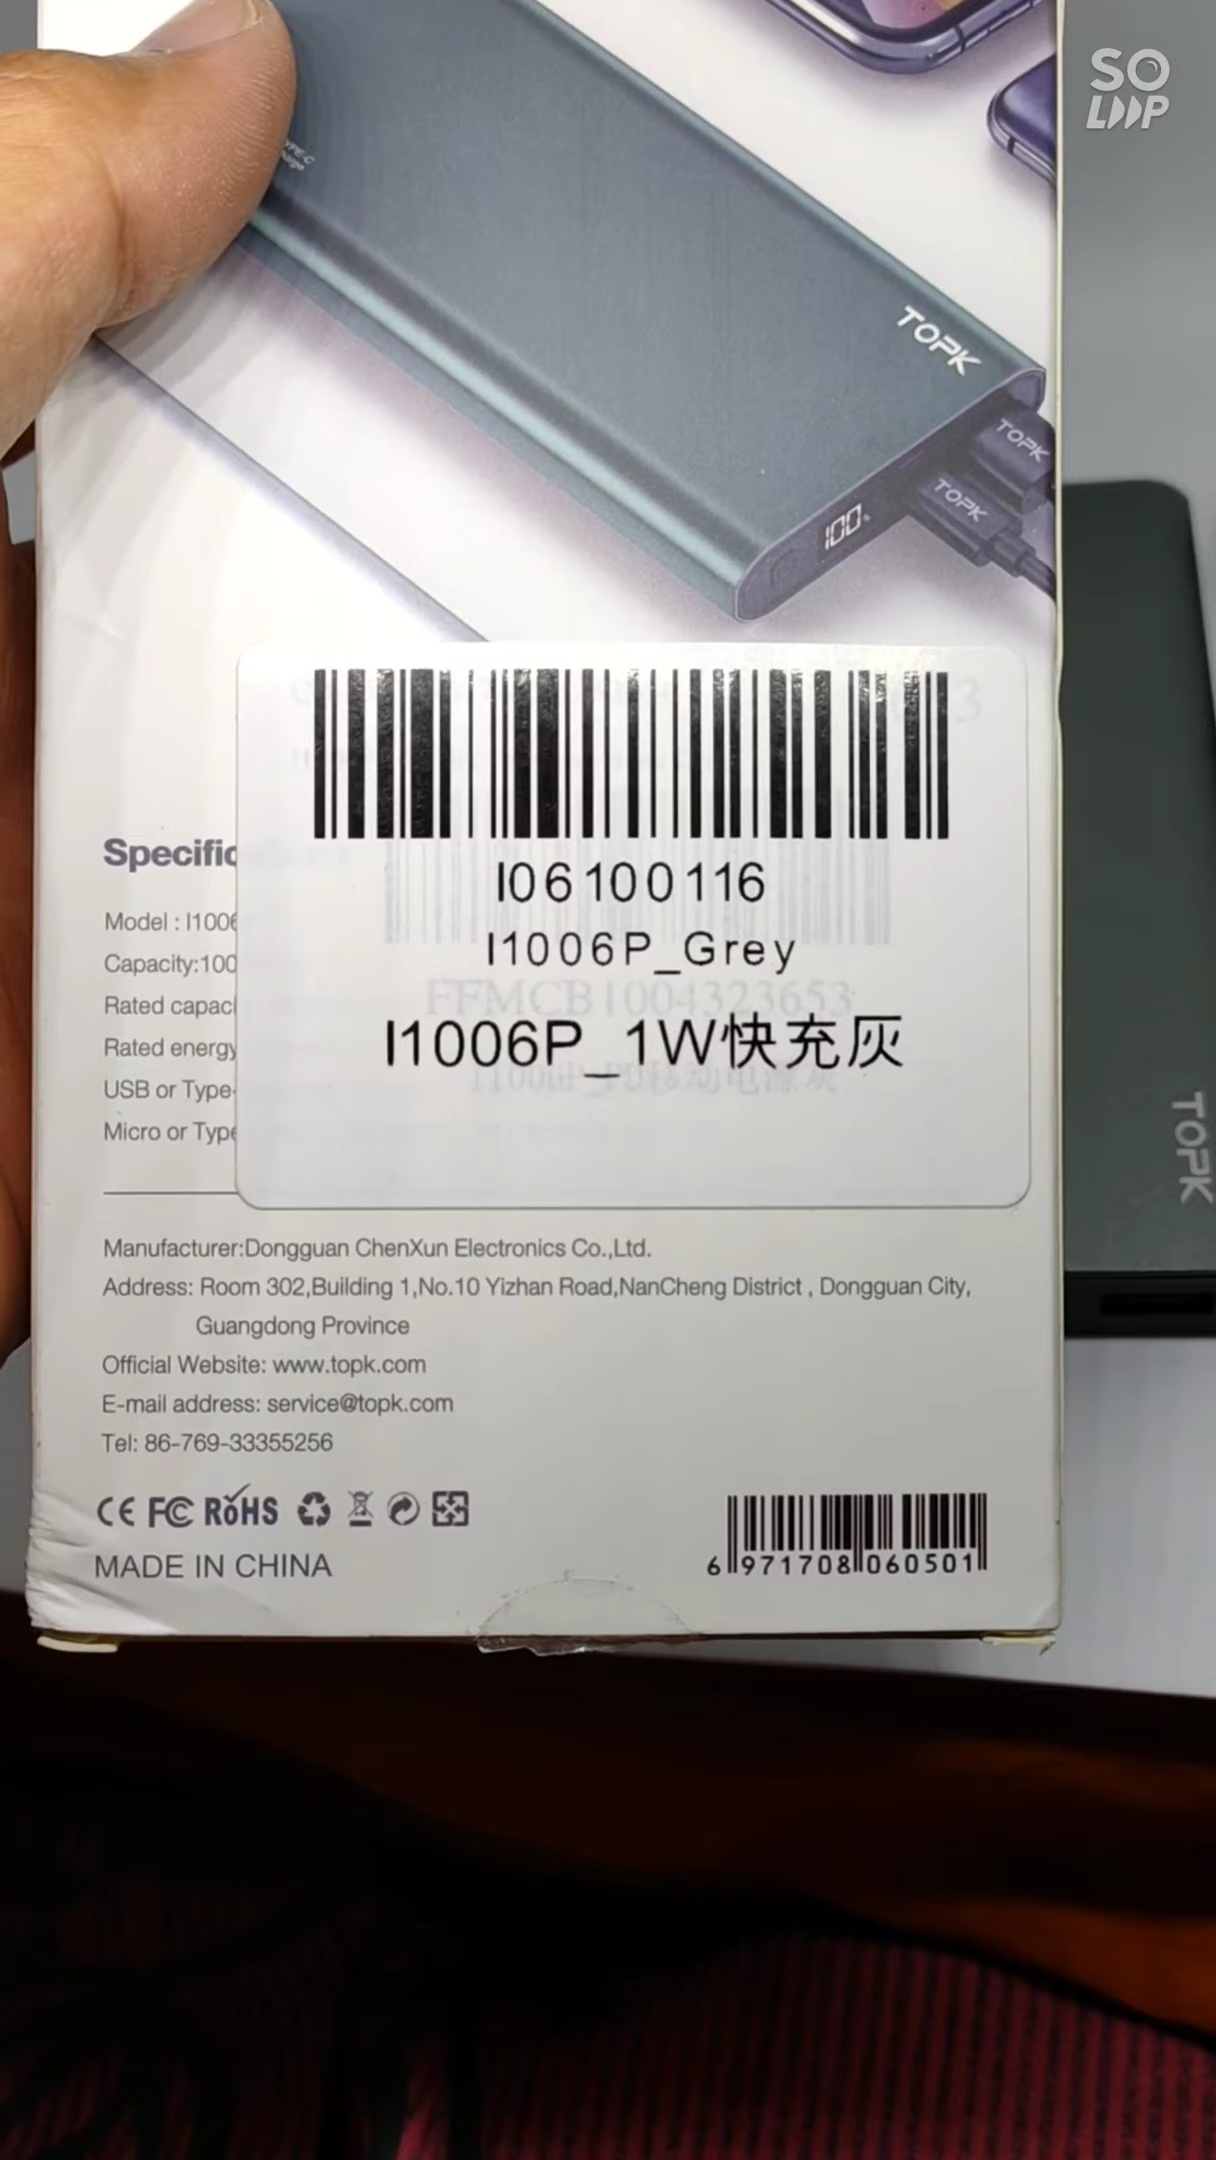 SO
LOOP
TOPK
TOPK
TOPK
100%
I06100116
I1006P_Grey
FFMCB1004323653
I1006P_1W快充灰
Specific
Model : I1006
Capacity:100
Rated capaci
Rated energy
USB or Type-
Micro or Type
TOPK
Manufacturer:Dongguan ChenXun Electronics Co.,Ltd.
Address: Room 302,Building 1,No.10 Yizhan Road,NanCheng District , Dongguan City,
Guangdong Province
Official Website: www.topk.com
E-mail address: service@topk.com
Tel: 86-769-33355256
CE FC RoHS
MADE IN CHINA
6 971708 060501